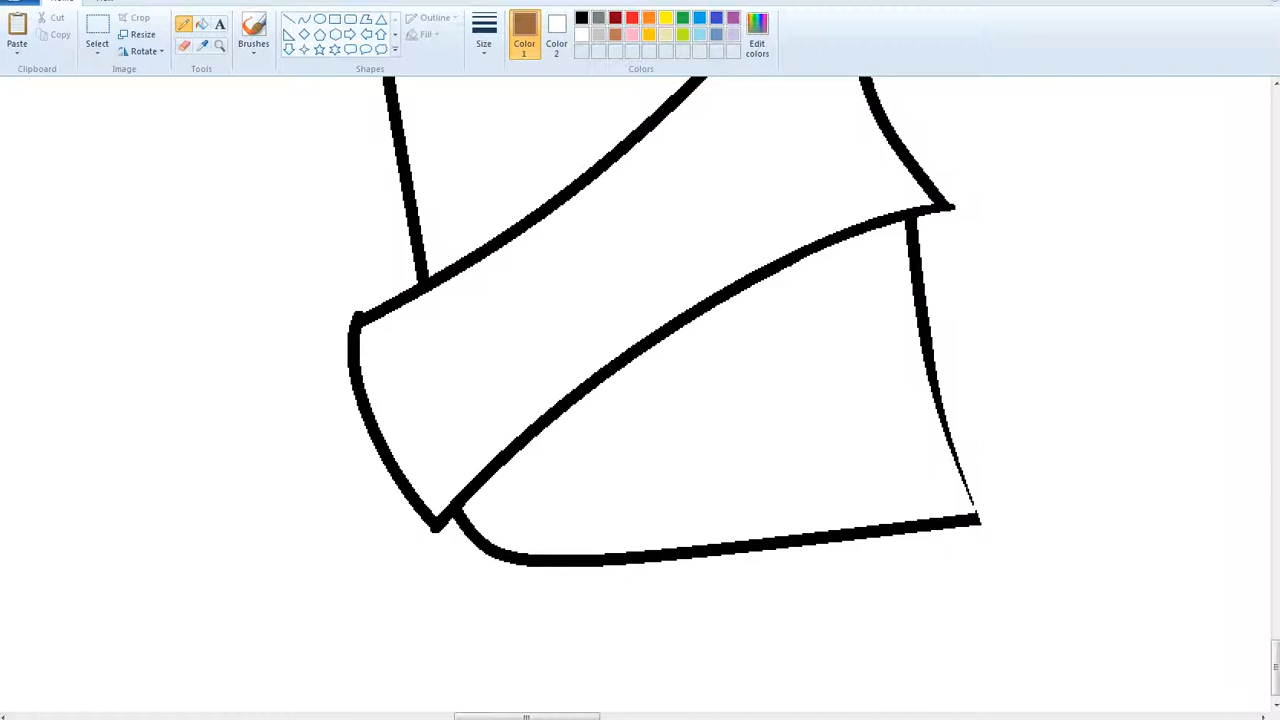 Cut
Copy
Paste
Clipboard
Crop
Resize
Rotate
Select
Image
A
Tools
Brushes
Outline
Fill
Shapes
Size
Color
1
Color
2
Edit
colors
Colors